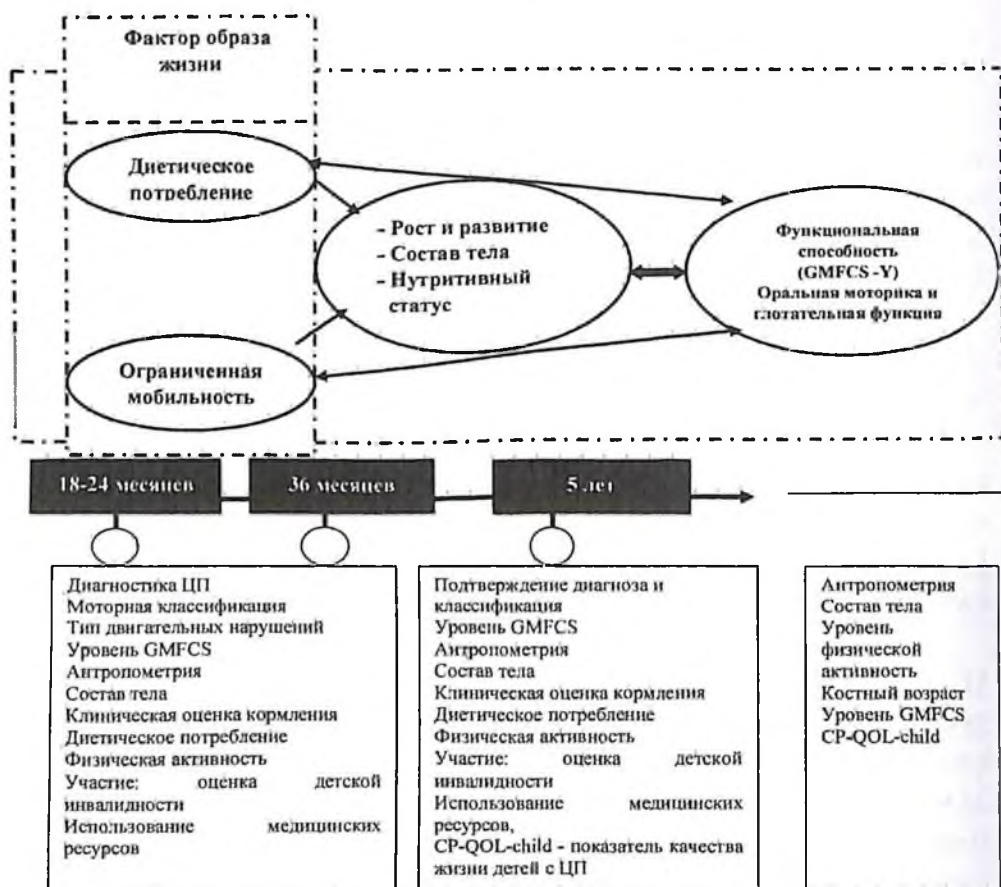 Фактор образа
жизни
Диетическое
потребление
- Рост и развитие
- Состав тела
- Нутритивный
статус
Функциональная
способность
(GMFCS -Y)
Оральная моторика и
глотательная функция
Ограниченная
мобильность
18-24 месяцев
36 месяцев
5 лет
Диагностика ЦП
Моторная классификация
Тип двигательных нарушений
Уровень GMFCS
Антропометрия
Состав тела
Клиническая оценка кормления
Диетическое потребление
Физическая активность
Участие: оценка детской
инвалидности
Использование медицинских
ресурсов
Подтверждение диагноза и
классификация
Уровень GMFCS
Антропометрия
Состав тела
Клиническая оценка кормления
Диетическое потребление
Физическая активность
Участие: оценка детской
инвалидности
Использование медицинских
ресурсов,
CP-QOL-child - показатель качества
жизни детей с ЦП
Антропометрия
Состав тела
Уровень
физической
активность
Костный возраст
Уровень GMFCS
CP-QOL-child